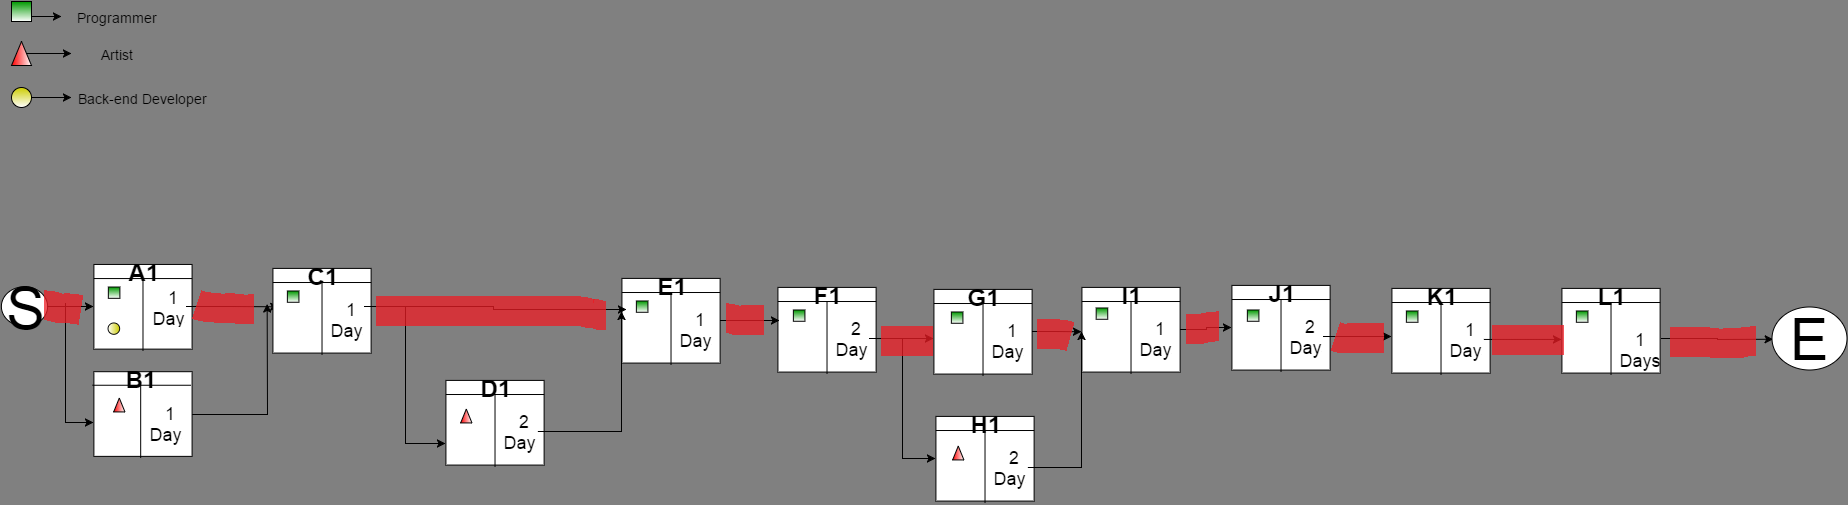 Programmer
Artist
Back-end Developer
S
A1
1
Day
B1
1
Day
C1
1
Day
D1
2
Day
E1
1
Day
F1
2
Day
G1
1
Day
H1
2
Day
I1
1
Day
J1
2
Day
K1
1
Day
L1
1
Days
E